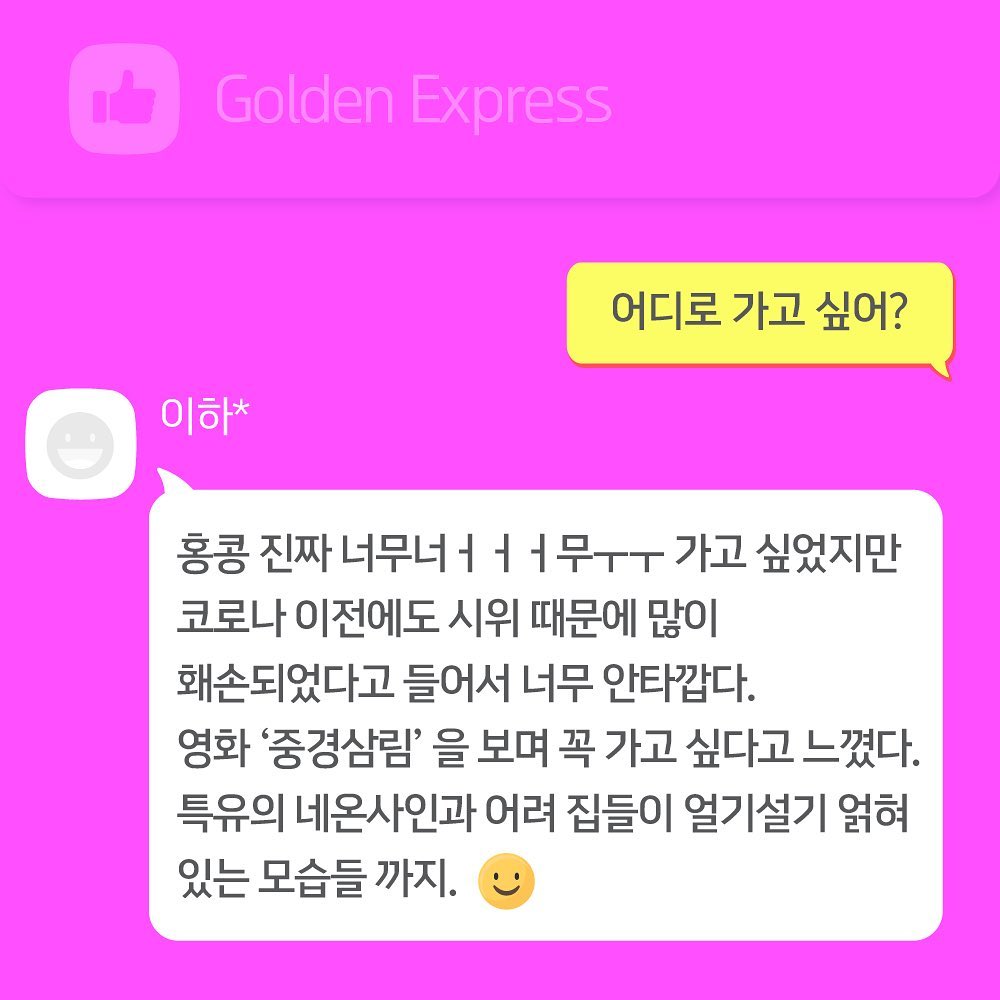 Golden Express
어디로 가고 싶어?
이하*
홍콩 진짜 너무너ㅓㅓㅓ무ㅜㅜ 가고 싶었지만
코로나 이전에도 시위 때문에 많이
홰손되었다고 들어서 너무 안타깝다.
영화 ‘중경삼림’ 을 보며 꼭 가고 싶다고 느꼈다.
특유의 네온사인과 어려 집들이 얼기설기 얽혀
있는 모습들 까지.